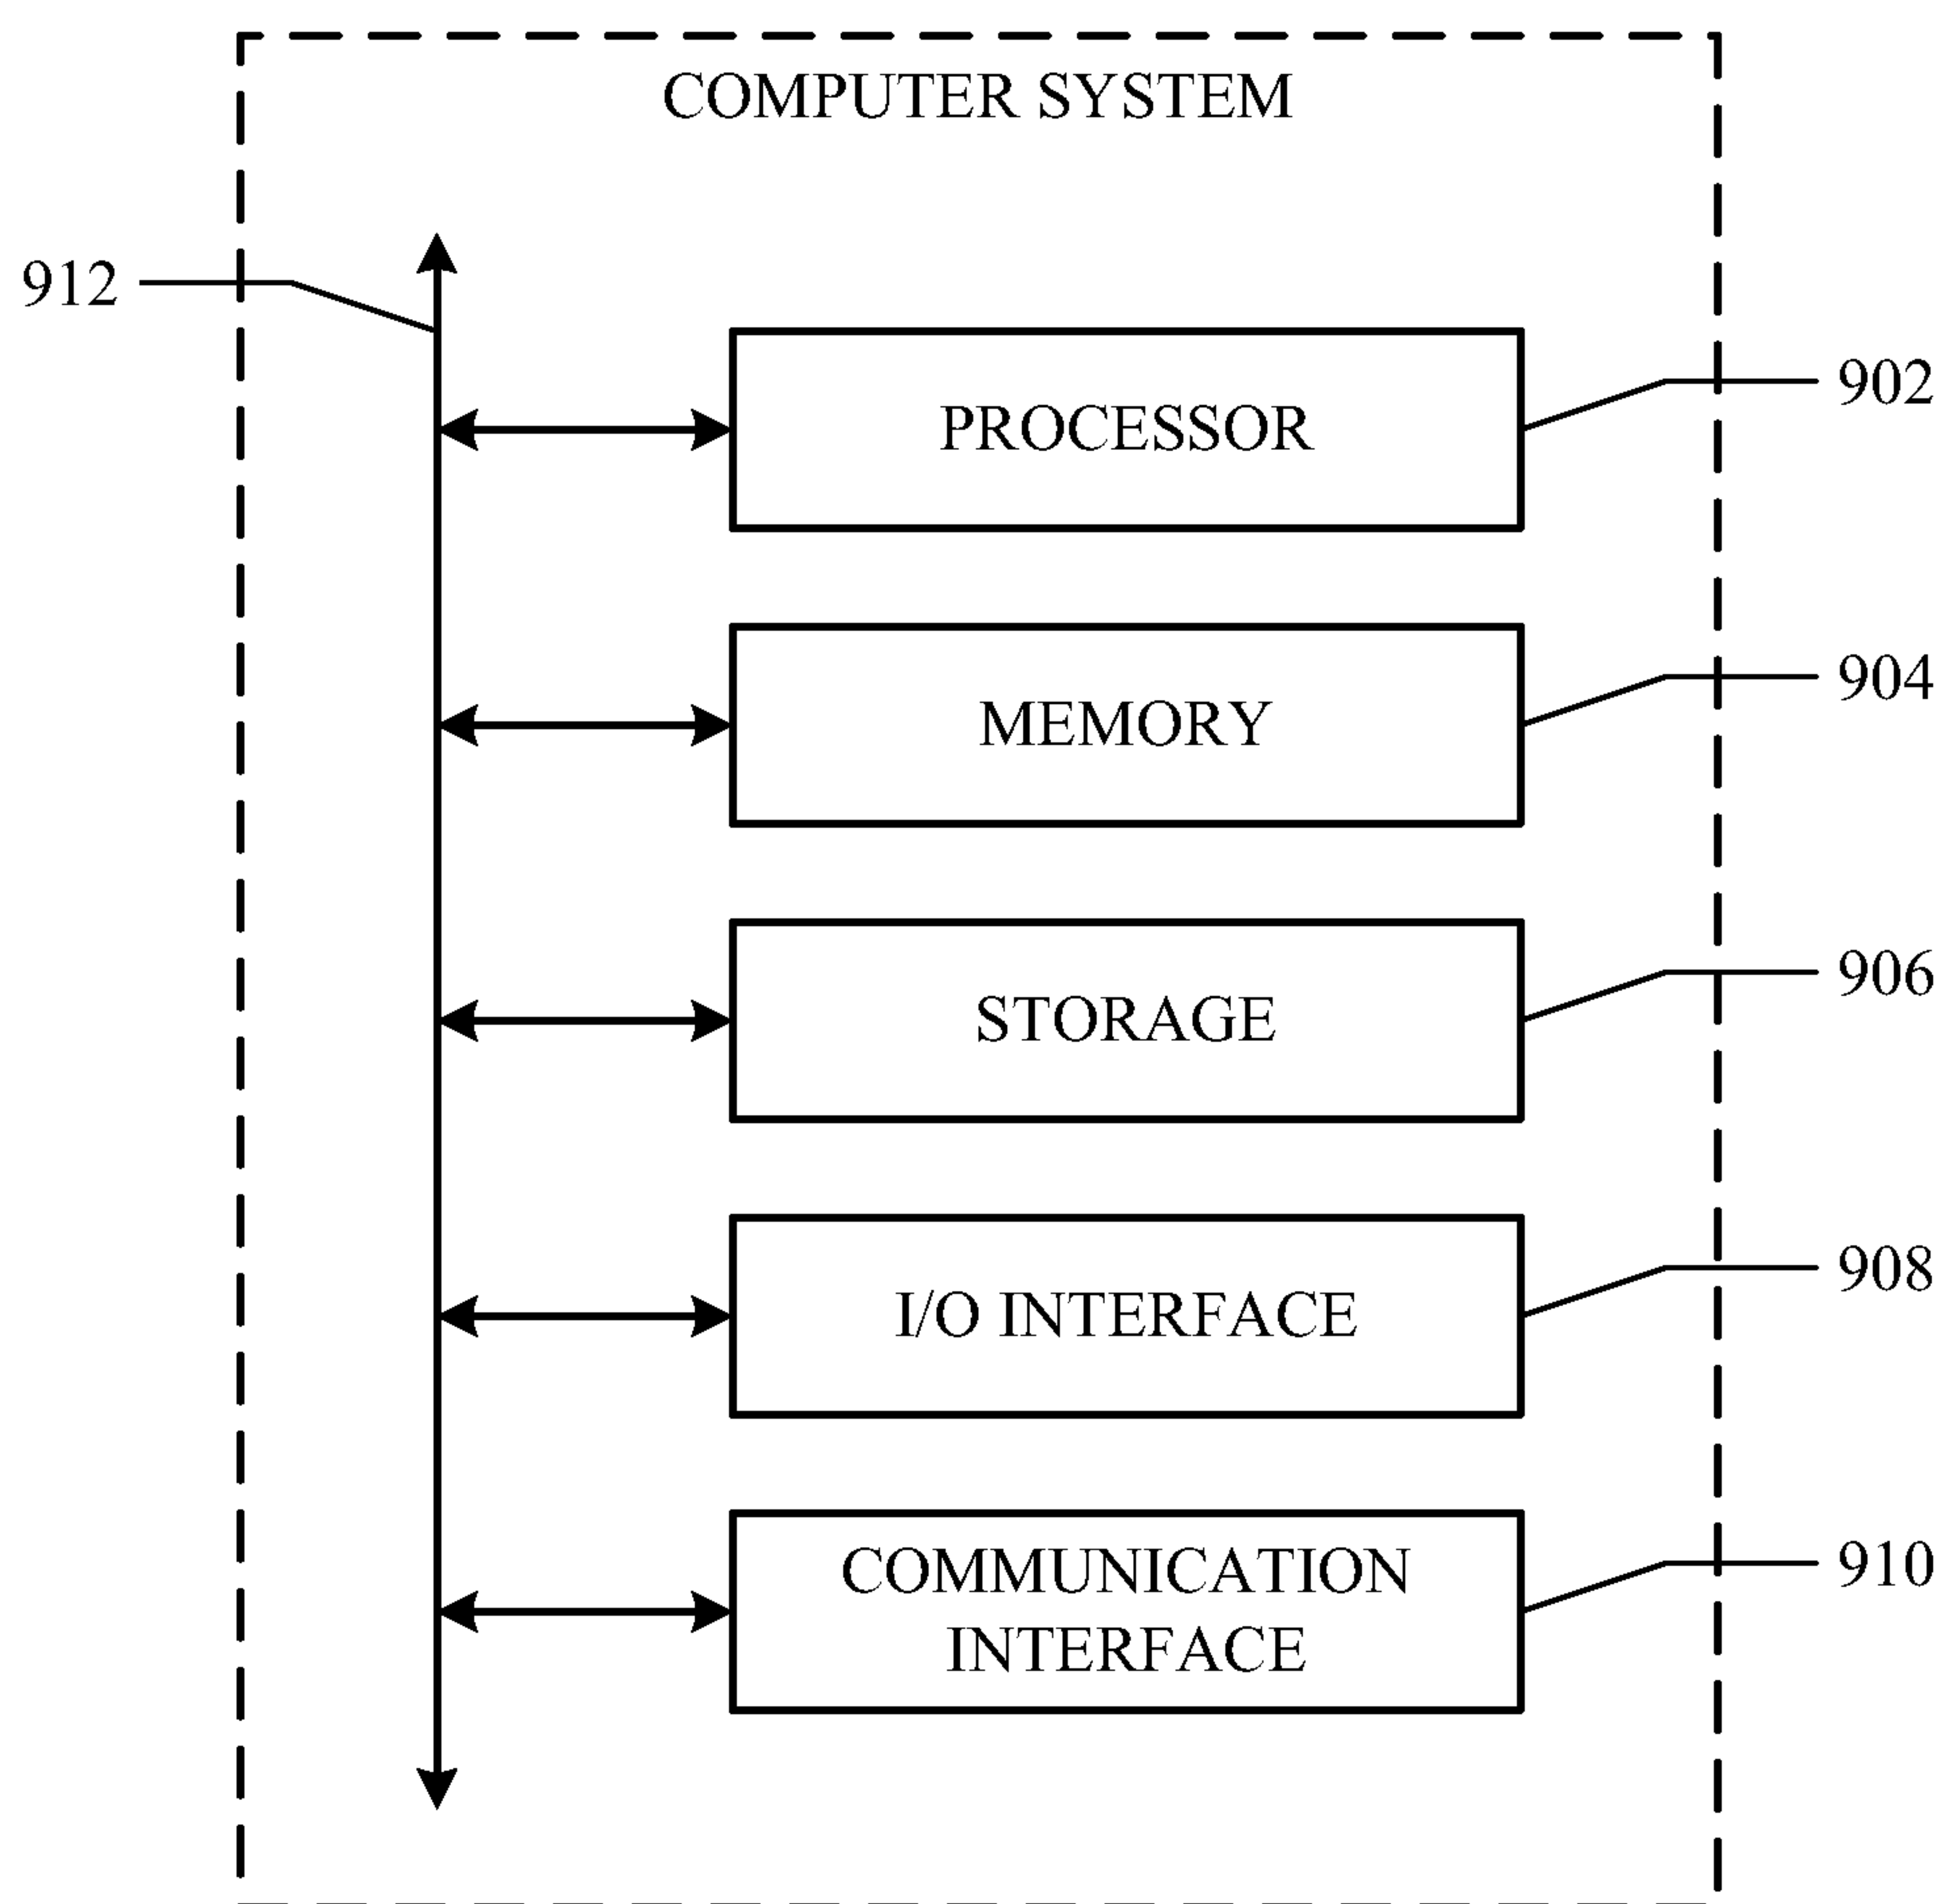 COMPUTER SYSTEM
912
PROCESSOR
902
MEMORY
904
STORAGE
906
I/O INTERFACE
908
COMMUNICATION
INTERFACE
910